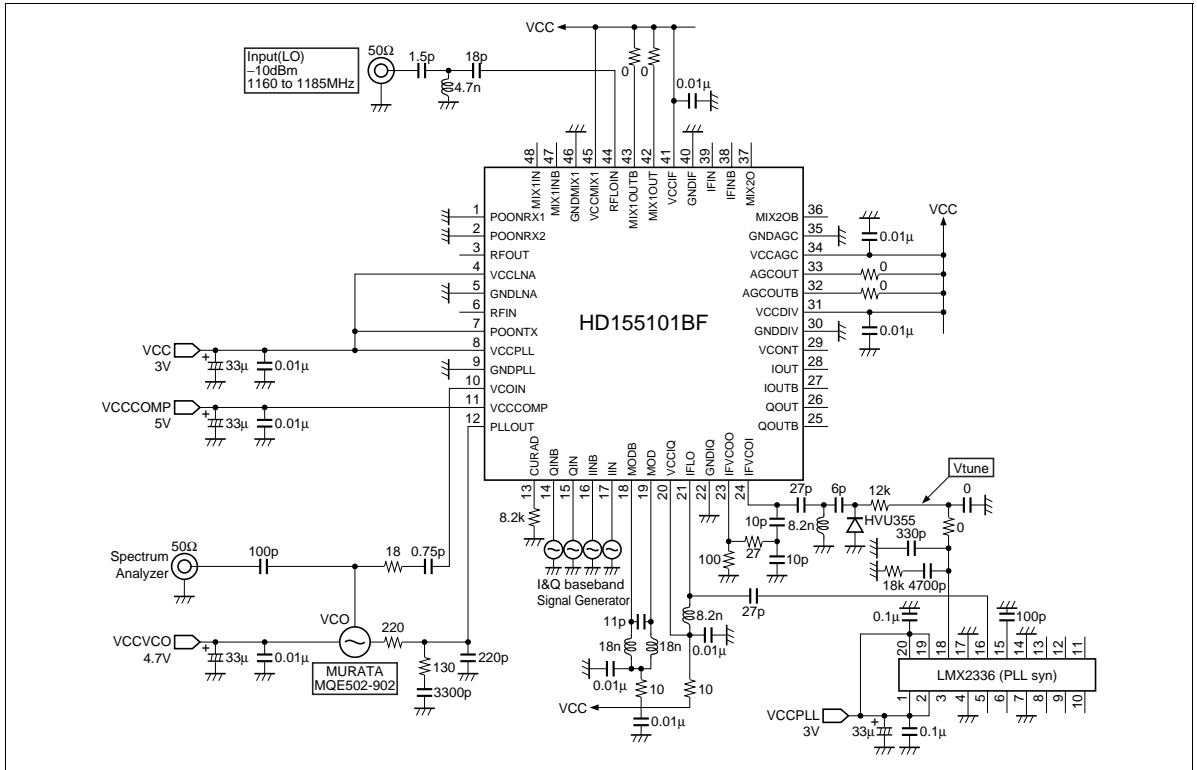 VCC
Input(LO)
–10dBm
1160 to 1185MHz
50Ω
1.5p
18p
4.7n
0
0
0.01μ
48
47
46
45
44
43
42
41
40
39
38
37
MIX1IN
MIX1INB
GNDMIX1
VCCMIX1
RFLOIN
MIX1OUTB
MIX1OUT
VCCIF
GNDIF
IFIN
IFINB
MIX2O
1 POONRX1
2 POONRX2
3 RFOUT
4 VCCLNA
5 GNDLNA
6 RFIN
7 POONTX
8 VCCPLL
9 GNDPLL
10 VCOIN
11 VCCCOMP
12 PLLOUT
HD155101BF
MIX2OB 36
GNDAGC 35
VCCAGC 34
AGCOUT 33
AGCOUTB 32
VCCDIV 31
GNDDIV 30
VCONT 29
IOUT 28
IOUTB 27
QOUT 26
QOUTB 25
VCC
0.01μ
0
0
0.01μ
VCC
3V
+
33μ
0.01μ
VCCCOMP
5V
+
33μ
0.01μ
CURAD
QINB
QIN
IINB
IIN
MODB
MOD
VCCIQ
IFLO
GNDIQ
IFVCOO
IFVCOI
13
14
15
16
17
18
19
20
21
22
23
24
8.2k
I&Q baseband
Signal Generator
Spectrum
Analyzer
50Ω
100p
18
0.75p
VCO
VCCVCO
4.7V
+
33μ
0.01μ
MURATA
MQE502-902
220
130
3300p
220p
11p
18n
18n
0.01μ
10
VCC
0.01μ
8.2n
0.01μ
10
27p
100
27
10p
10p
27p
8.2n
6p
HVU355
12k
Vtune
0
0
330p
18k
4700p
0.1μ
100p
20
19
18
17
16
15
14
13
12
11
LMX2336 (PLL syn)
1
2
3
4
5
6
7
8
9
10
VCCPLL
3V
+
33μ
0.1μ